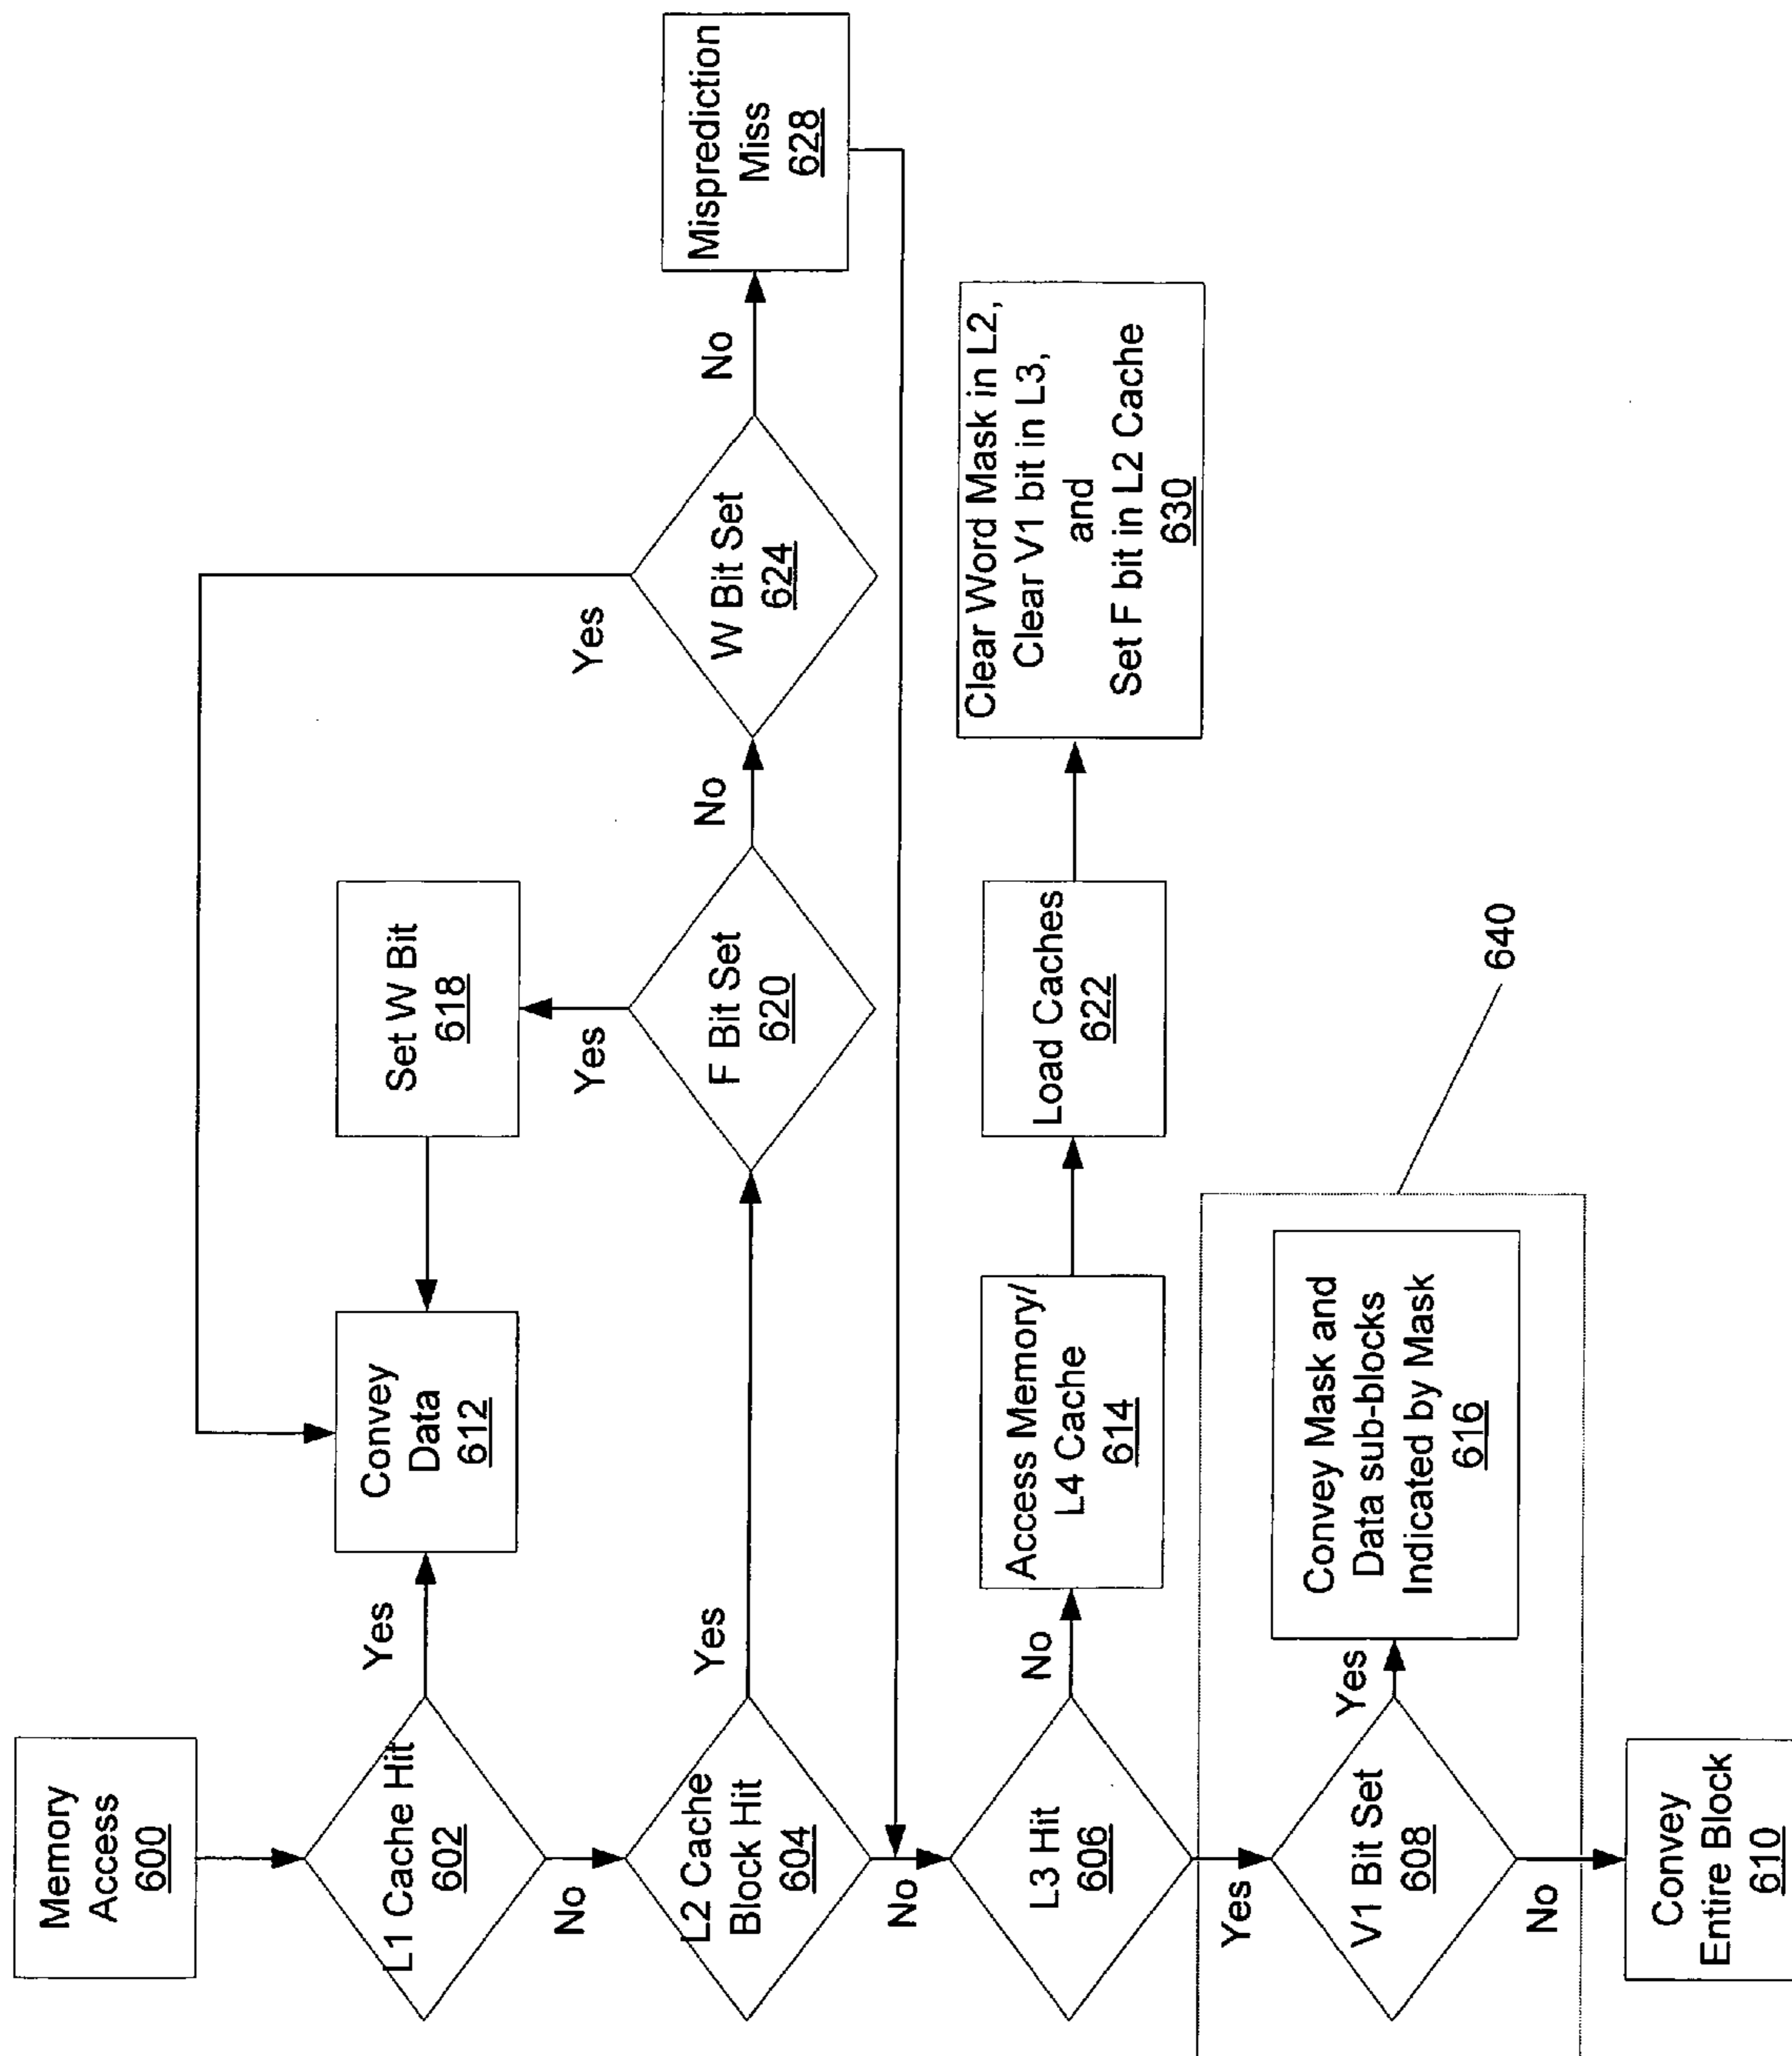 Memory
Access
600
L1 Cache Hit
602
Yes
No
Convey
Data
612
L2 Cache
Block Hit
604
Yes
No
Set W Bit
618
Yes
F Bit Set
620
No
Yes
W Bit Set
624
No
Misprediction
Miss
628
L3 Hit
606
No
Yes
Access Memory/
L4 Cache
614
Load Caches
622
Clear Word Mask in L2,
Clear V1 bit in L3,
and
Set F bit in L2 Cache
630
V1 Bit Set
608
Yes
No
Convey Mask and
Data sub-blocks
Indicated by Mask
616
640
Convey
Entire Block
610